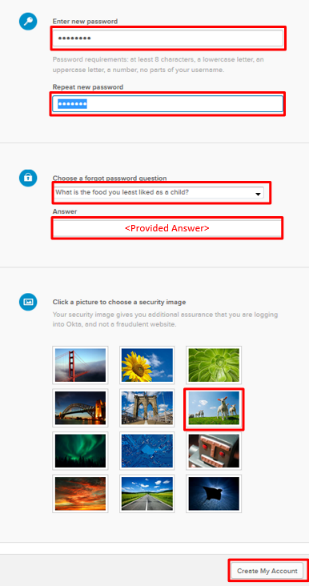 Enter new password
••••••••
Password requirements: at least 8 characters, a lowercase letter, an
uppercase letter, a number, no parts of your username.
Repeat new password
•••••••
Choose a forgot password question
What is the food you least liked as a child?
Answer
<Provided Answer>
Click a picture to choose a security image
Your security image gives you additional assurance that you are logging
into Okta, and not a fraudulent website.
Create My Account